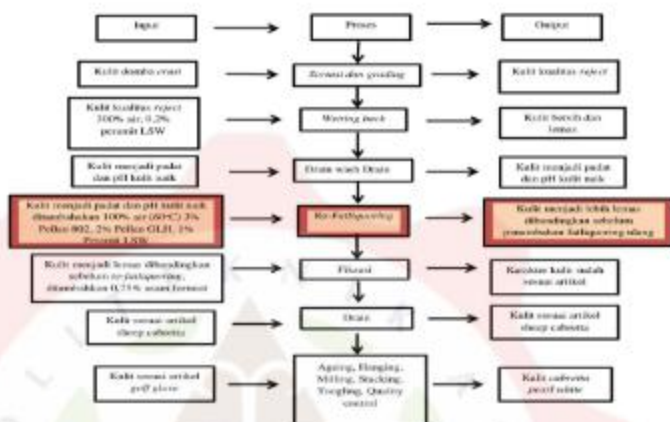 Input
Proses
Output
Kulit domba crust
Sortasi dan grading
Kulit kualitas reject
Kulit kualitas reject
300% air, 0,2%
peramit LSW
Wetting back
Kulit bersih dan
lemas
Kulit menjadi padat
dan pH kulit naik
Drain wash Drain
Kulit menjadi padat
dan pH kulit naik
Kulit menjadi padat dan pH kulit naik
ditambahkan 100% air (60°C) 3%
Pellan 802, 2% Pellan GLH, 1%
Peramit LSW
Re-Fatliquoring
Kulit menjadi lebih lemas
dibandingkan sebelum
penambahan fatliquoring ulang
Kulit menjadi lemas dibandingkan
sebelum re-fatliquoring,
ditambahkan 0,75% asam formiat
Fiksasi
Karakter kulit sudah
sesuai artikel
Kulit sesuai artikel
sheep cabretta
Drain
Kulit sesuai artikel
sheep cabretta
Kulit sesuai artikel
golf glove
Ageing, Hanging,
Milling, Stacking,
Toogling, Quality
control
Kulit cabretta
pearl white